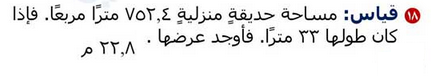 ١٨ قياس: مساحة حديقةٍ منزليةٍ ٧٥٢,٤ مترًا مربعًا. فإذا
كان طولها ٣٣ مترًا. فأوجد عرضها . ٢٢,٨ م